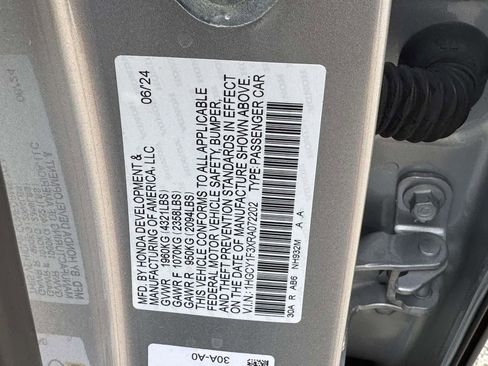 MFD. BY HONDA DEVELOPMENT &
MANUFACTURING OF AMERICA, LLC 06/24
GVWR 1960KG (4321LBS)
GAWR F 1070KG (2358LBS)
GAWR R 950KG (2094LBS)
THIS VEHICLE CONFORMS TO ALL APPLICABLE
FEDERAL MOTOR VEHICLE SAFETY, BUMPER,
AND THEFT PREVENTION STANDARDS IN EFFECT
ON THE DATE OF MANUFACTURE SHOWN ABOVE.
V.I.N.: 1HGCY1F3XRA072202 TYPE: PASSENGER CAR
30A R A86 NH932M A A
30A-A0